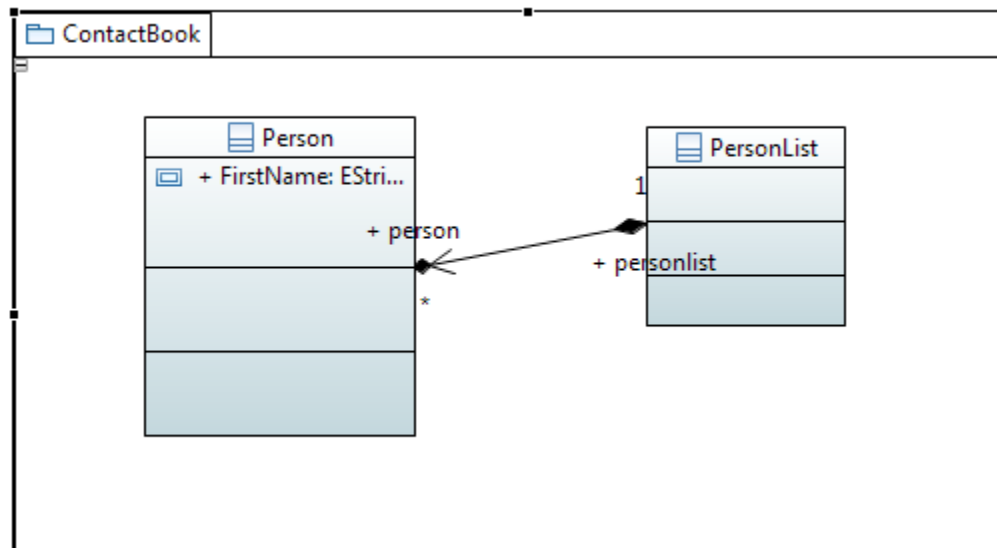 ContactBook
Person
+ FirstName: EStri...
PersonList
1
+ person
+ personlist
*